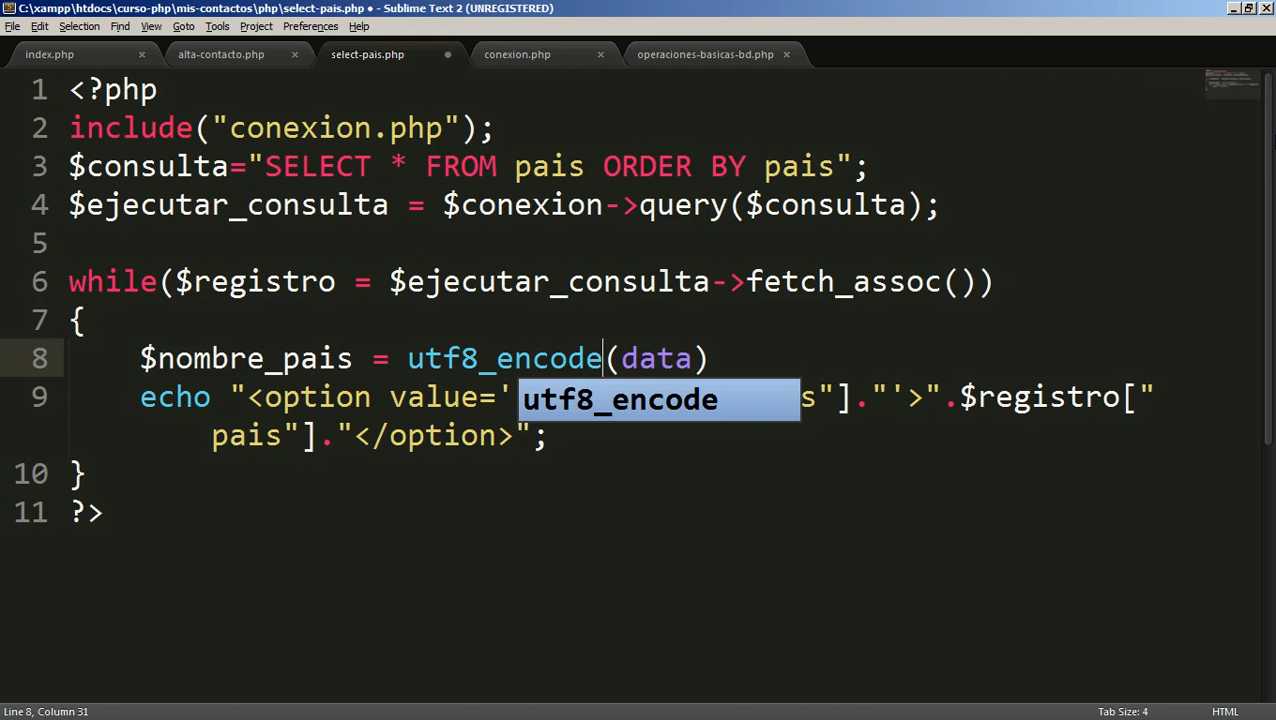 C:\xampp\htdocs\curso-php\mis-contactos\php\select-pais.php • - Sublime Text 2 (UNREGISTERED)
File Edit Selection Find View Goto Tools Project Preferences Help
index.php × alta-contacto.php × select-pais.php conexion.php × operaciones-basicas-bd.php ×
1 <?php
2 include("conexion.php");
3 $consulta="SELECT * FROM pais ORDER BY pais";
4 $ejecutar_consulta = $conexion->query($consulta);
5
6 while($registro = $ejecutar_consulta->fetch_assoc())
7 {
8 $nombre_pais = utf8_encode(data)
9 echo "<option value=' utf8_encode s"]."'>".$registro["
pais"]."</option>";
10 }
11 ?>
Line 8, Column 31 Tab Size: 4 HTML